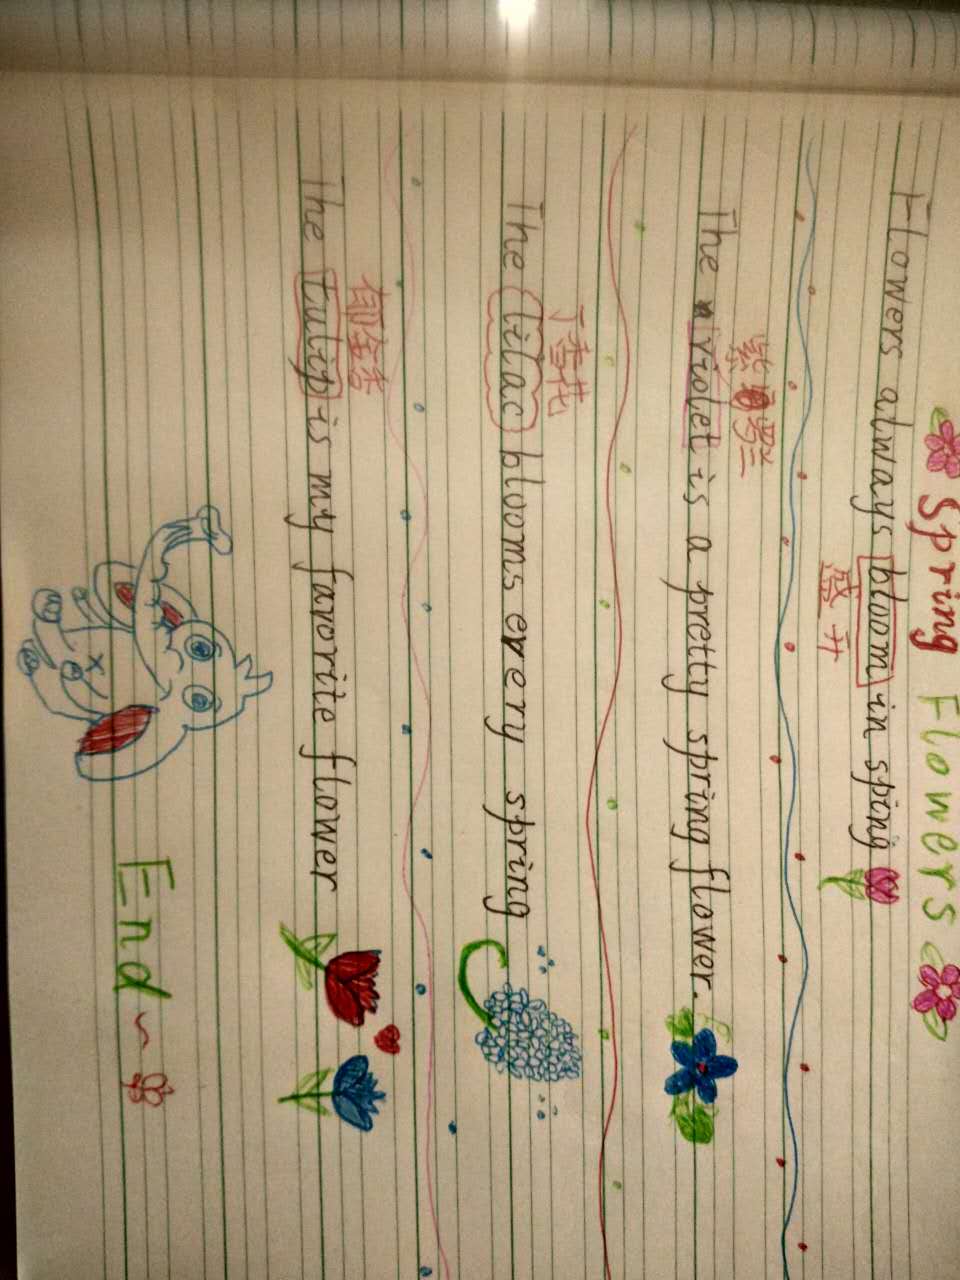 Spring Flowers
Flowers always bloom in sping
盛开
紫罗兰
The violet is a pretty spring flower.
丁香花
The lilac blooms every spring
郁金香
The tulip is my favorite flower
End~